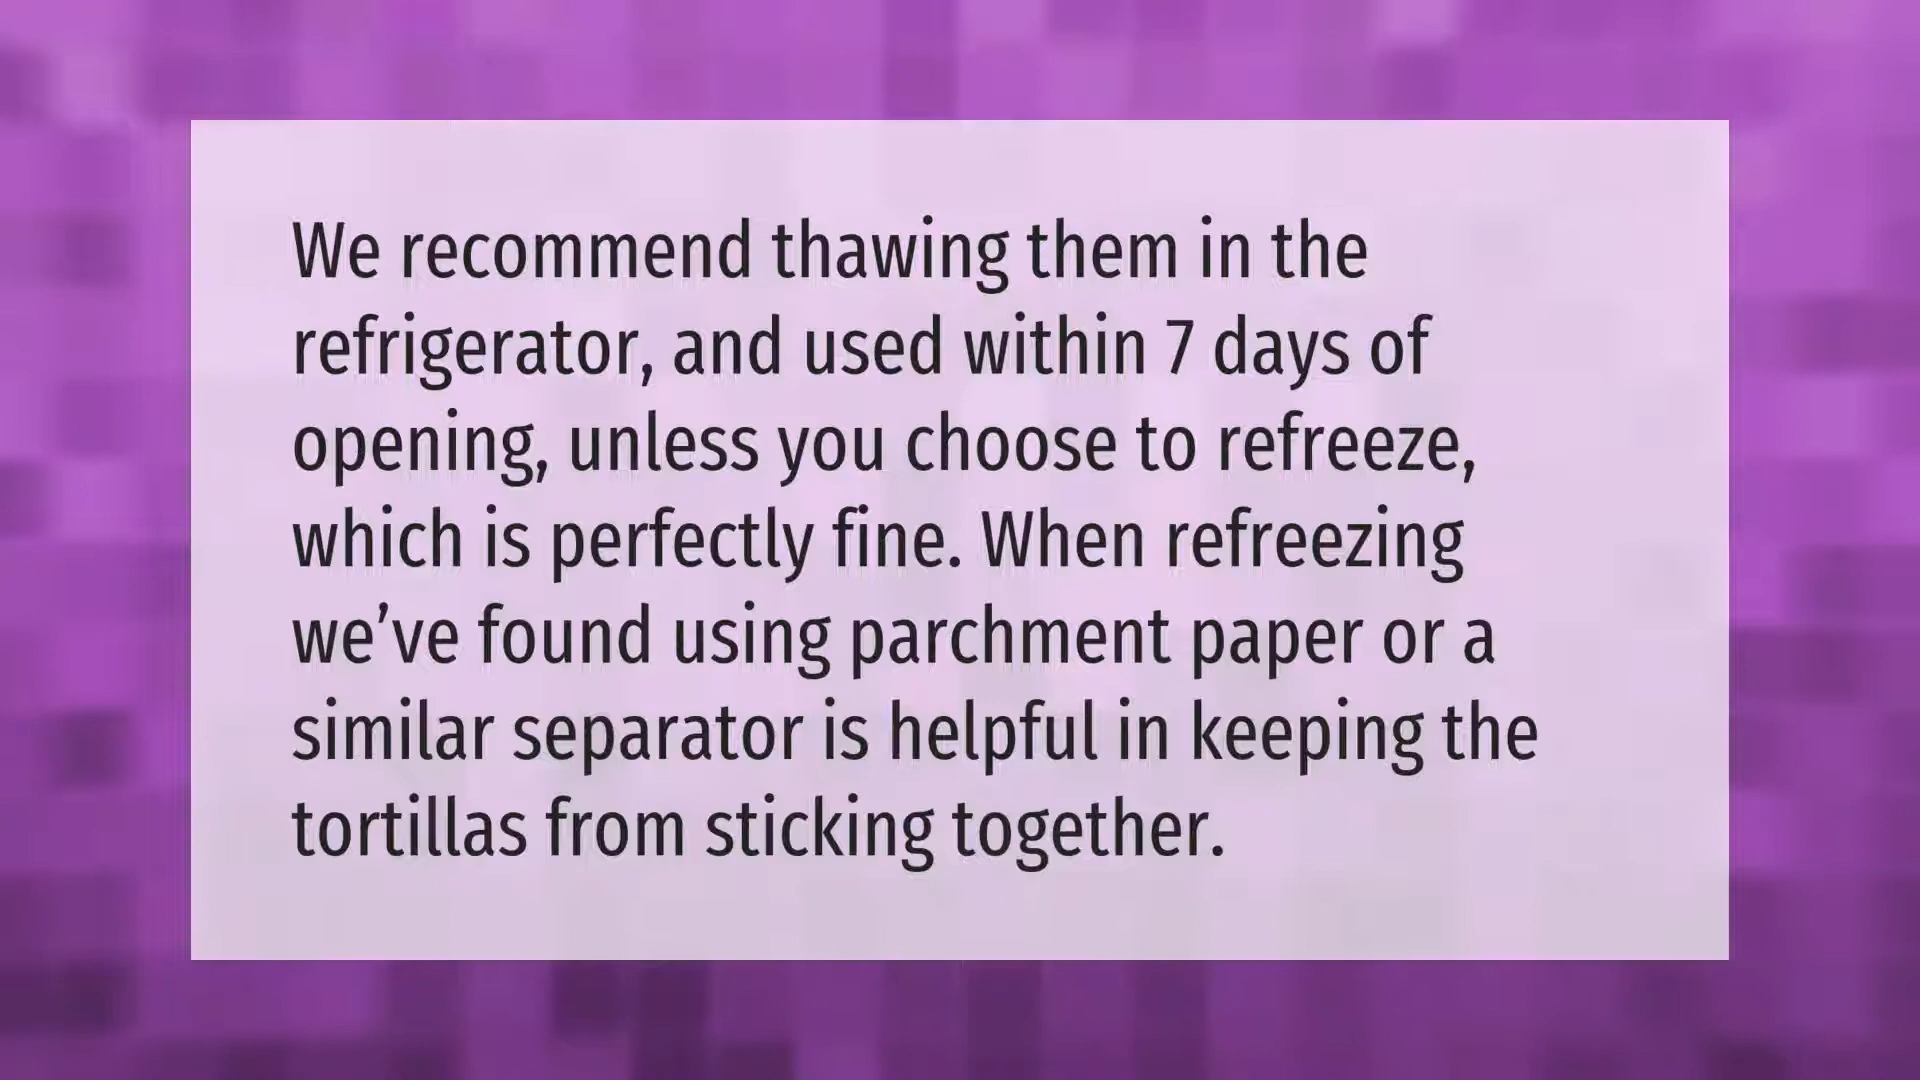 We recommend thawing them in the
refrigerator, and used within 7 days of
opening, unless you choose to refreeze,
which is perfectly fine. When refreezing
we’ve found using parchment paper or a
similar separator is helpful in keeping the
tortillas from sticking together.